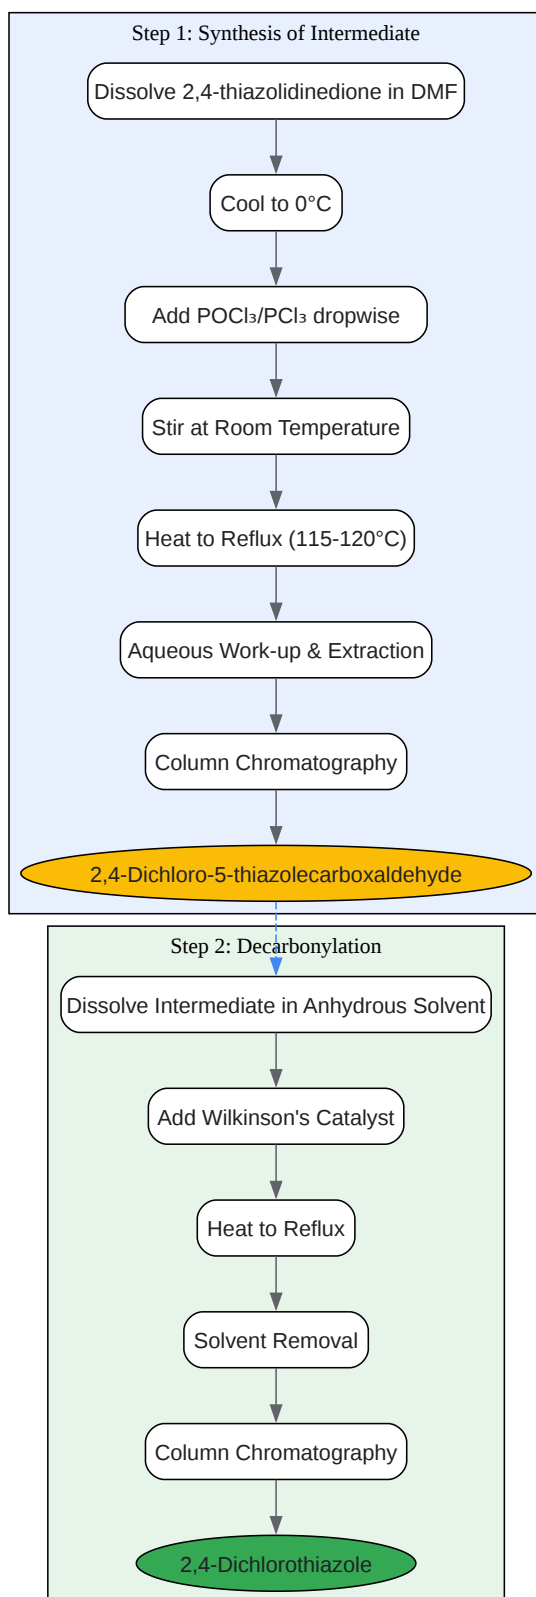 Step 1: Synthesis of Intermediate
Dissolve 2,4-thiazolidinedione in DMF
Cool to 0°C
Add POCl₃/PCl₃ dropwise
Stir at Room Temperature
Heat to Reflux (115-120°C)
Aqueous Work-up & Extraction
Column Chromatography
2,4-Dichloro-5-thiazolecarboxaldehyde
Step 2: Decarbonylation
Dissolve Intermediate in Anhydrous Solvent
Add Wilkinson's Catalyst
Heat to Reflux
Solvent Removal
Column Chromatography
2,4-Dichlorothiazole